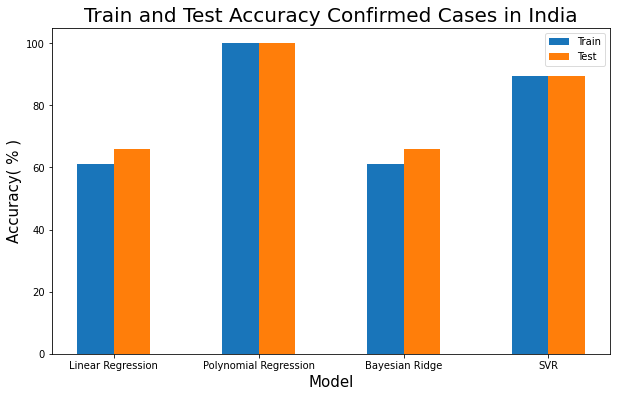 Train and Test Accuracy Confirmed Cases in India
Train
Test
Accuracy( % )
100
80
60
40
20
0
Linear Regression
Polynomial Regression
Bayesian Ridge
SVR
Model